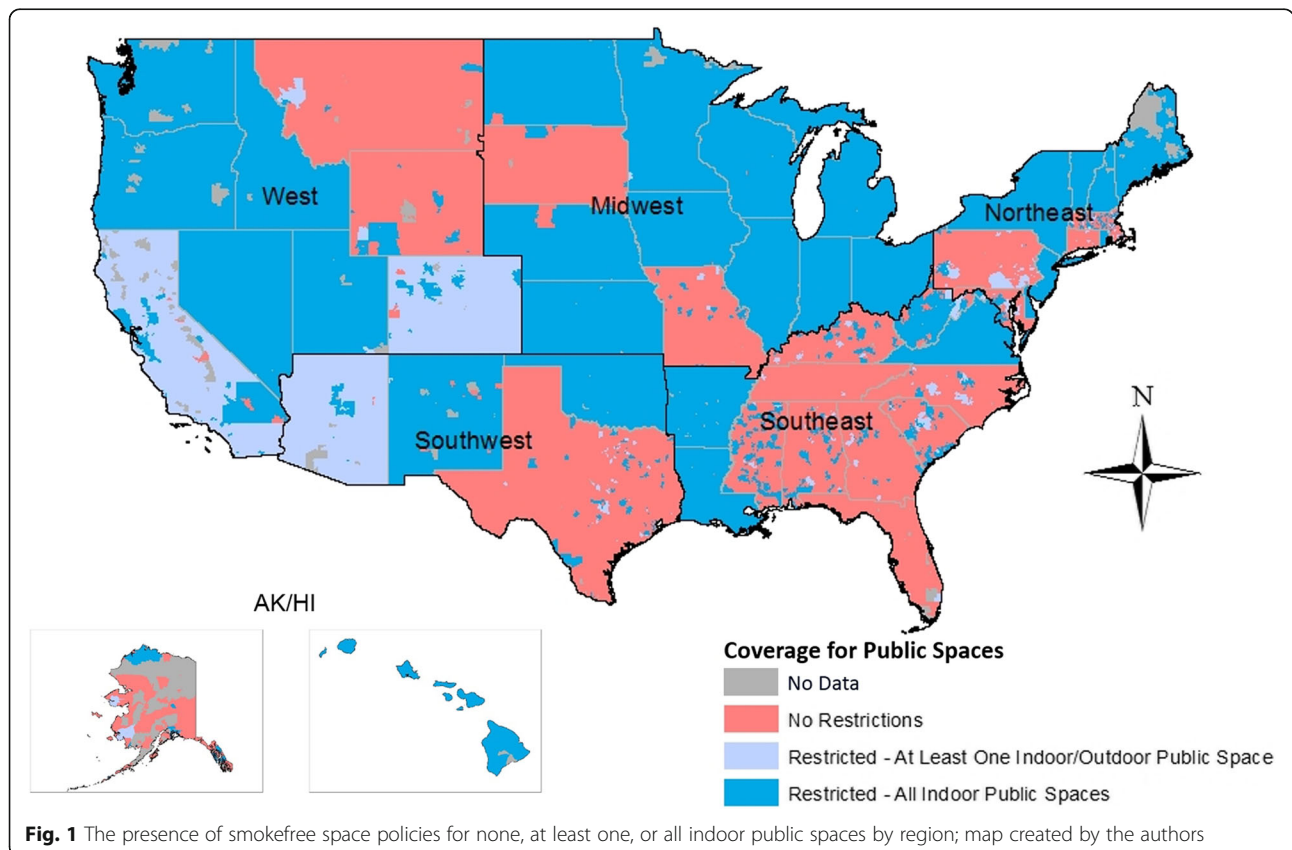 West
Midwest
Northeast
Southwest
Southeast
N
AK/HI
Coverage for Public Spaces
No Data
No Restrictions
Restricted - At Least One Indoor/Outdoor Public Space
Restricted - All Indoor Public Spaces
Fig. 1 The presence of smokefree space policies for none, at least one, or all indoor public spaces by region; map created by the authors